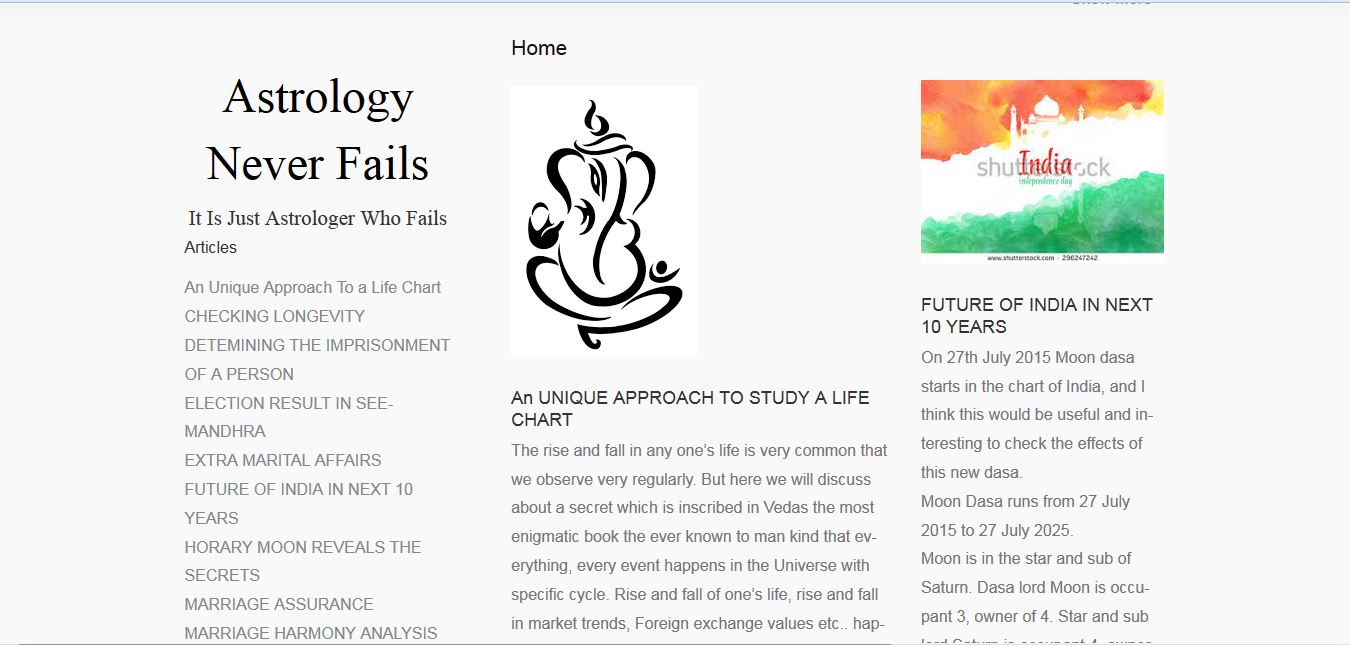 Home
Astrology
Never Fails
It Is Just Astrologer Who Fails
Articles
An Unique Approach To a Life Chart
CHECKING LONGEVITY
DETEMINING THE IMPRISONMENT
OF A PERSON
ELECTION RESULT IN SEE-
MANDHRA
EXTRA MARITAL AFFAIRS
FUTURE OF INDIA IN NEXT 10
YEARS
HORARY MOON REVEALS THE
SECRETS
MARRIAGE ASSURANCE
MARRIAGE HARMONY ANALYSIS
An UNIQUE APPROACH TO STUDY A LIFE
CHART
The rise and fall in any one’s life is very common that
we observe very regularly. But here we will discuss
about a secret which is inscribed in Vedas the most
enigmatic book the ever known to man kind that ev-
erything, every event happens in the Universe with
specific cycle. Rise and fall of one’s life, rise and fall
in market trends, Foreign exchange values etc.. hap-
shutterstock
India
independence day
www.shutterstock.com · 296247242
FUTURE OF INDIA IN NEXT
10 YEARS
On 27th July 2015 Moon dasa
starts in the chart of India, and I
think this would be useful and in-
teresting to check the effects of
this new dasa.
Moon Dasa runs from 27 July
2015 to 27 July 2025.
Moon is in the star and sub of
Saturn. Dasa lord Moon is occu-
pant 3, owner of 4. Star and sub